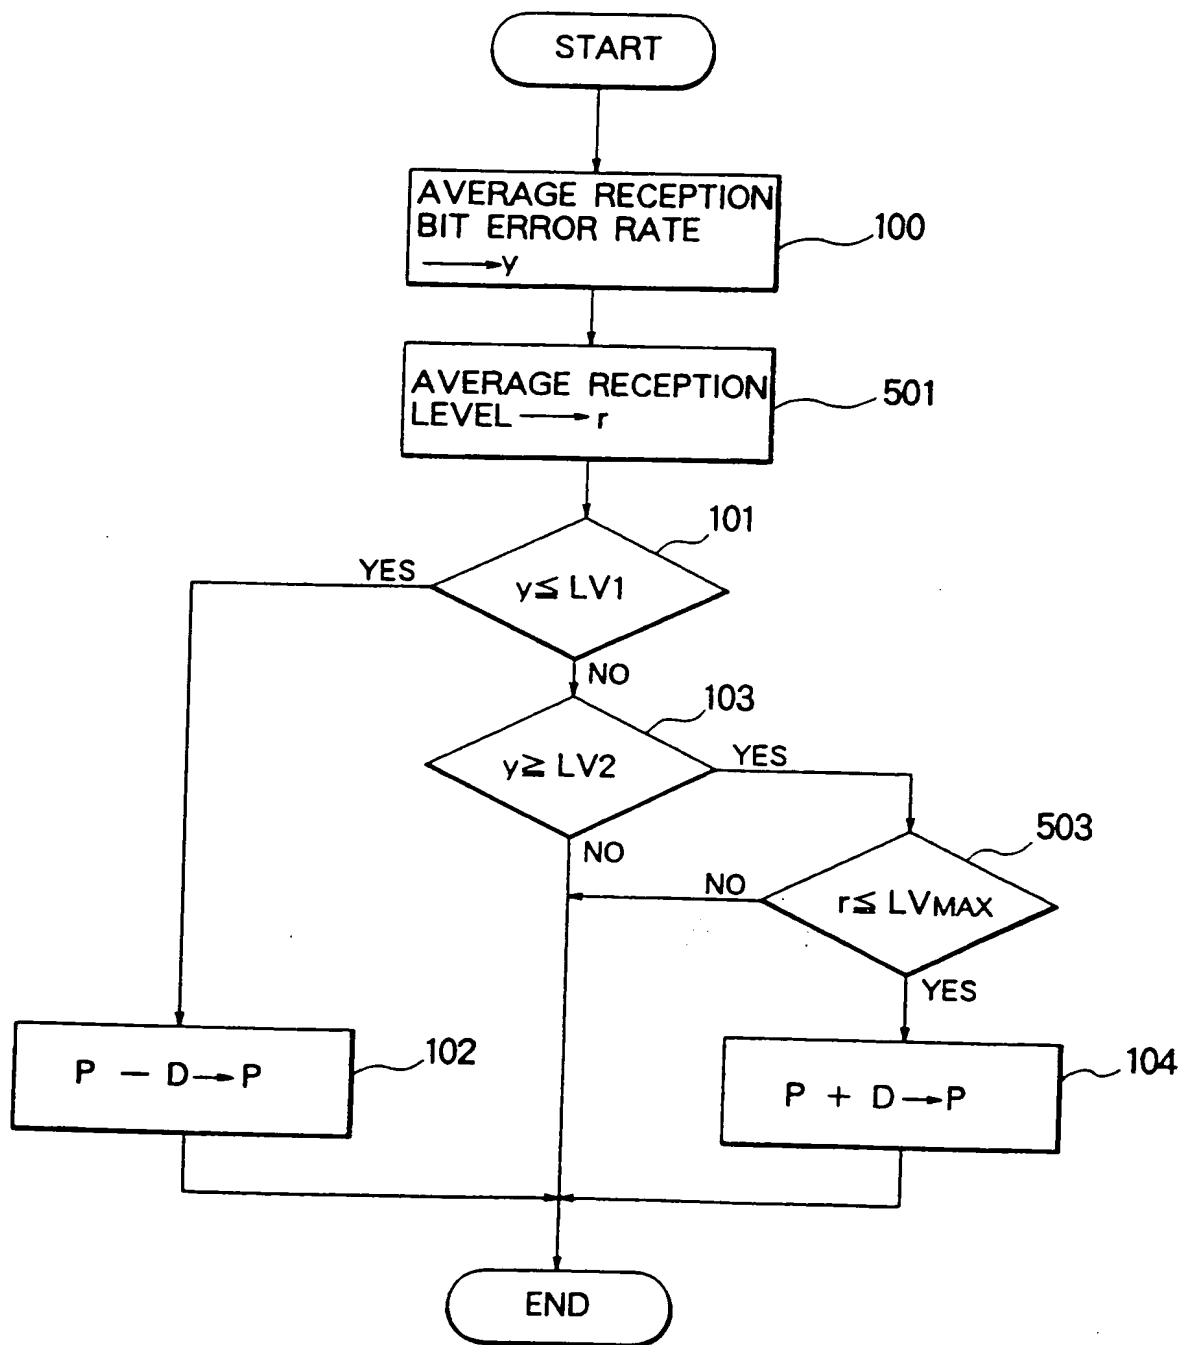 START
AVERAGE RECEPTION
BIT ERROR RATE
→y
100
AVERAGE RECEPTION
LEVEL → r
501
101
YES
y≦ LV1
NO
103
y≧ LV2
YES
NO
503
NO
r≦ LVMAX
YES
P − D→P
102
P + D→P
104
END